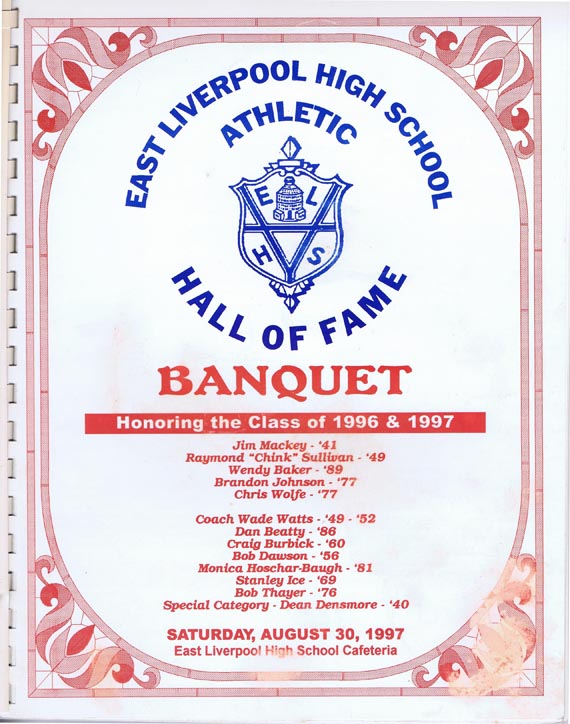 EAST LIVERPOOL HIGH SCHOOL
ATHLETIC
E L
H S
HALL OF FAME
BANQUET
Honoring the Class of 1996 & 1997
Jim Mackey - '41
Raymond "Chink" Sullivan - '49
Wendy Baker - '89
Brandon Johnson - '77
Chris Wolfe - '77
Coach Wade Watts - '49 - '52
Dan Beatty - '86
Craig Burbick - '60
Bob Dawson - '56
Monica Hoschar-Baugh - '81
Stanley Ice - '69
Bob Thayer - '76
Special Category - Dean Densmore - '40
SATURDAY, AUGUST 30, 1997
East Liverpool High School Cafeteria